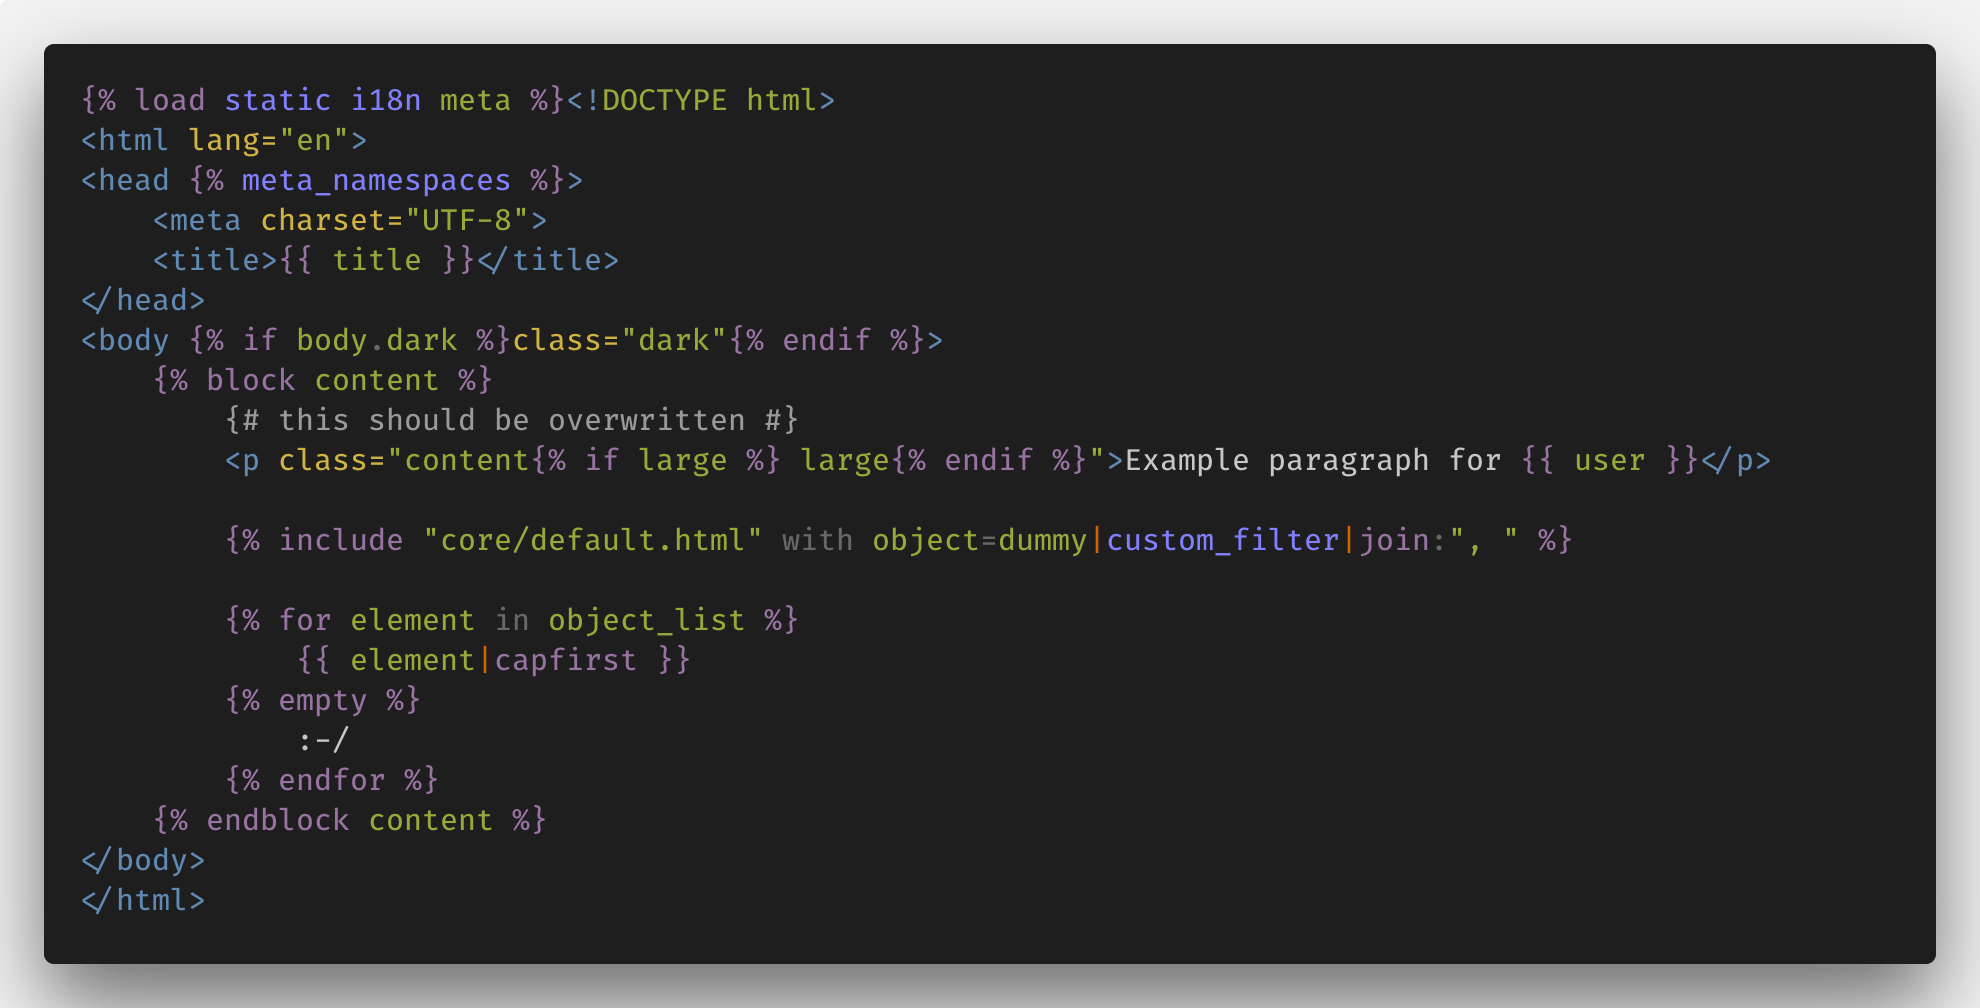 {% load static i18n meta %}<!DOCTYPE html>
<html lang="en">
<head {% meta_namespaces %}>
    <meta charset="UTF-8">
    <title>{{ title }}</title>
</head>
<body {% if body.dark %}class="dark"{% endif %}>
    {% block content %}
        {# this should be overwritten #}
        <p class="content{% if large %} large{% endif %}">Example paragraph for {{ user }}</p>

        {% include "core/default.html" with object=dummy|custom_filter|join:", " %}

        {% for element in object_list %}
            {{ element|capfirst }}
        {% empty %}
            :-/
        {% endfor %}
    {% endblock content %}
</body>
</html>